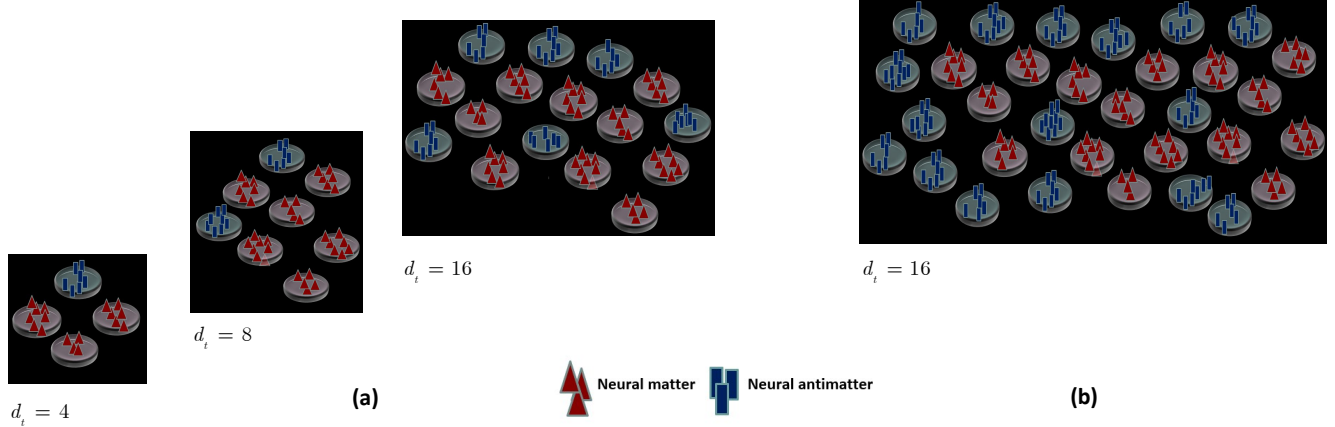 d_t = 4
d_t = 8
d_t = 16
(a)
Neural matter
Neural antimatter
d_t = 16
(b)